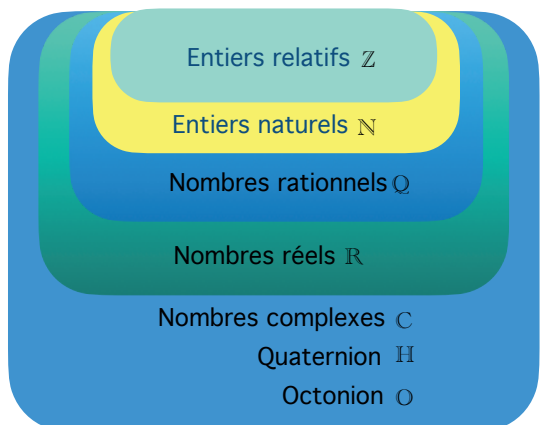 Entiers relatifs ℤ
Entiers naturels ℕ
Nombres rationnels ℚ
Nombres réels ℝ
Nombres complexes ℂ
Quaternion ℍ
Octonion 𝕆